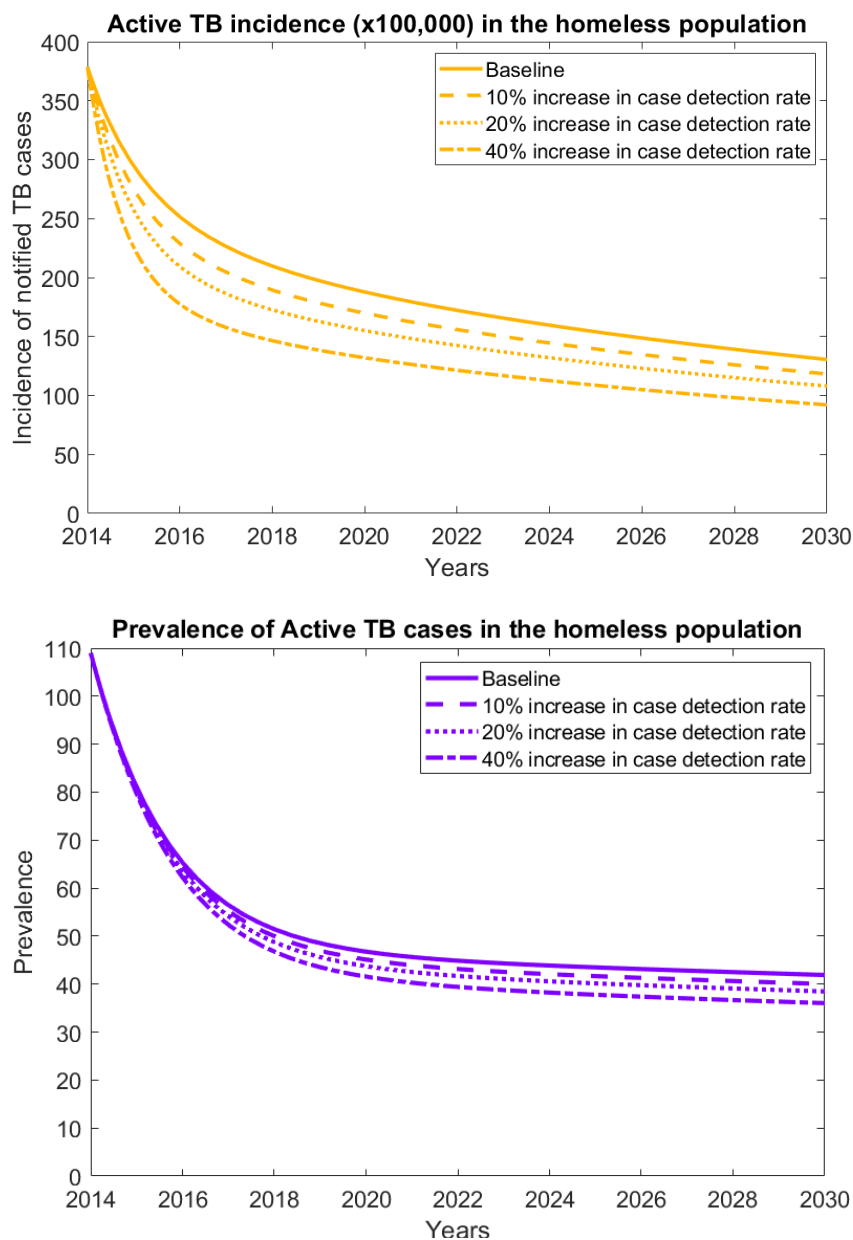 Active TB incidence (x100,000) in the homeless population
400
350
300
250
200
150
100
50
0
Incidence of notified TB cases
Baseline
10% increase in case detection rate
20% increase in case detection rate
40% increase in case detection rate
2014 2016 2018 2020 2022 2024 2026 2028 2030
Years
Prevalence of Active TB cases in the homeless population
110
100
90
80
70
60
50
40
30
20
10
0
Prevalence
Baseline
10% increase in case detection rate
20% increase in case detection rate
40% increase in case detection rate
2014 2016 2018 2020 2022 2024 2026 2028 2030
Years